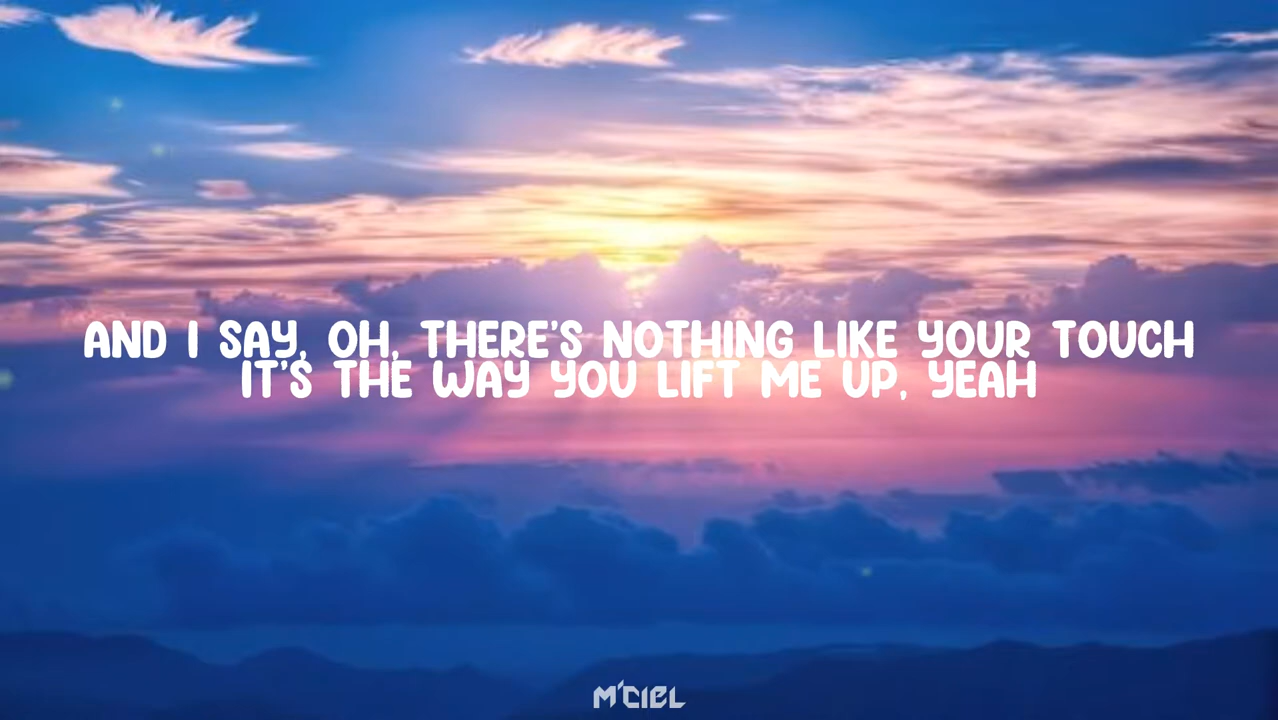 AND I SAY, OH, THERE'S NOTHING LIKE YOUR TOUCH
IT'S THE WAY YOU LIFT ME UP, YEAH
M'CIEL